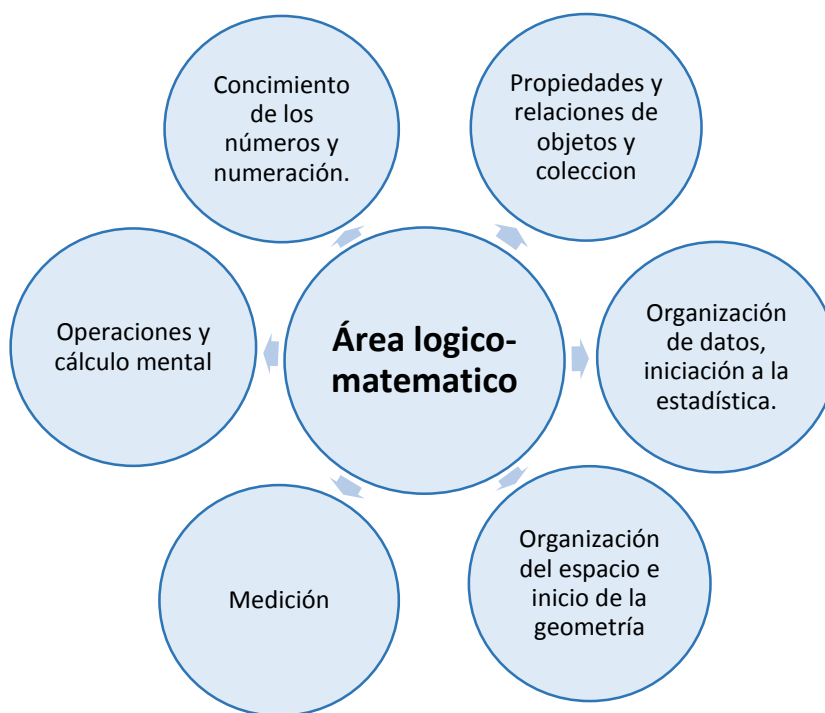 Concimiento
de los
números y
numeración.
Propiedades y
relaciones de
objetos y
coleccion
Operaciones y
cálculo mental
Área logico-
matematico
Organización
de datos,
iniciación a la
estadística.
Medición
Organización
del espacio e
inicio de la
geometría